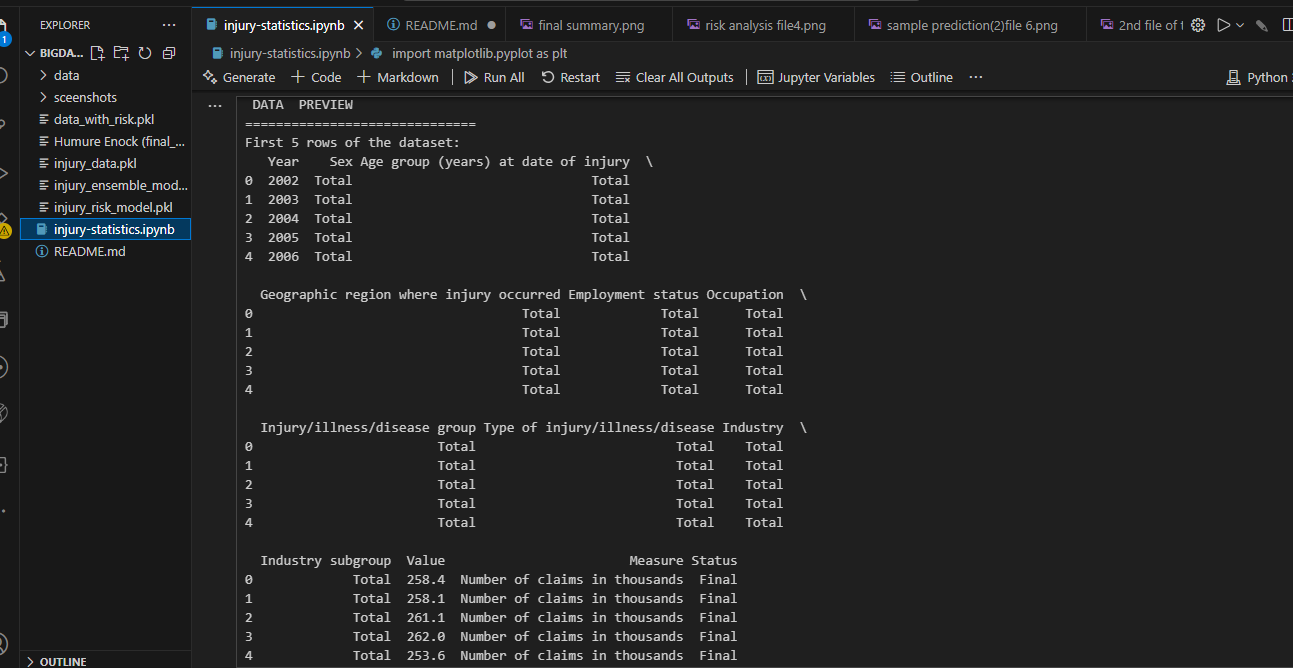 EXPLORER ...
injury-statistics.ipynb
README.md
final summary.png
risk analysis file4.png
sample prediction(2)file 6.png
2nd file of
1
BIGDA...
injury-statistics.ipynb > import matplotlib.pyplot as plt
data
Generate + Code + Markdown | Run All Restart Clear All Outputs | Jupyter Variables Outline ...
Python
sceenshots
data_with_risk.pkl
Humure Enock (final_...
injury_data.pkl
injury_ensemble_mod...
injury_risk_model.pkl
injury-statistics.ipynb
README.md
OUTLINE
...
DATA PREVIEW
==============================
First 5 rows of the dataset:
Year Sex Age group (years) at date of injury \
0 2002 Total Total
1 2003 Total Total
2 2004 Total Total
3 2005 Total Total
4 2006 Total Total
Geographic region where injury occurred Employment status Occupation \
0 Total Total Total
1 Total Total Total
2 Total Total Total
3 Total Total Total
4 Total Total Total
Injury/illness/disease group Type of injury/illness/disease Industry \
0 Total Total Total
1 Total Total Total
2 Total Total Total
3 Total Total Total
4 Total Total Total
Industry subgroup Value Measure Status
0 Total 258.4 Number of claims in thousands Final
1 Total 258.1 Number of claims in thousands Final
2 Total 261.1 Number of claims in thousands Final
3 Total 262.0 Number of claims in thousands Final
4 Total 253.6 Number of claims in thousands Final